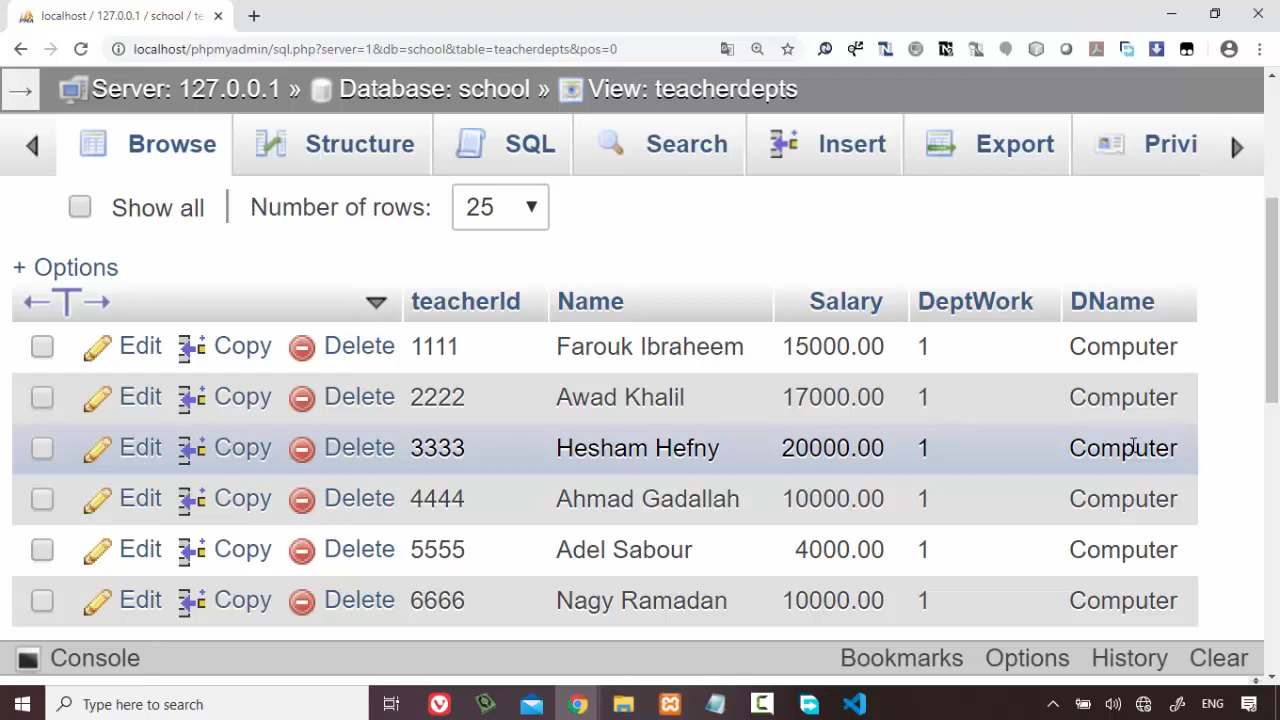 localhost / 127.0.0.1 / school / te
localhost/phpmyadmin/sql.php?server=1&db=school&table=teacherdepts&pos=0
Server: 127.0.0.1 » Database: school » View: teacherdepts
Browse Structure SQL Search Insert Export Privi
Show all Number of rows: 25
+ Options
←T→ teacherId Name Salary DeptWork DName
Edit Copy Delete 1111 Farouk Ibraheem 15000.00 1 Computer
Edit Copy Delete 2222 Awad Khalil 17000.00 1 Computer
Edit Copy Delete 3333 Hesham Hefny 20000.00 1 Computer
Edit Copy Delete 4444 Ahmad Gadallah 10000.00 1 Computer
Edit Copy Delete 5555 Adel Sabour 4000.00 1 Computer
Edit Copy Delete 6666 Nagy Ramadan 10000.00 1 Computer
Console Bookmarks Options History Clear
Type here to search ENG